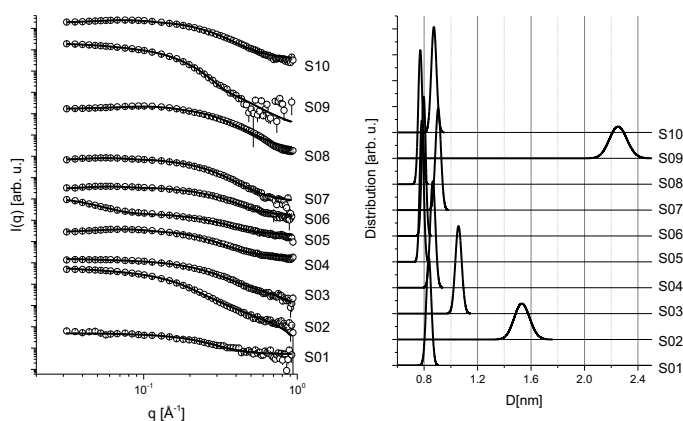 I(q) [arb. u.]
S10
S09
S08
S07
S06
S05
S04
S03
S02
S01
10⁻¹
10⁰
q [Å⁻¹]
Distribution [arb. u.]
S10
S09
S08
S07
S06
S05
S04
S03
S02
S01
0.8 1.2 1.6 2.0 2.4
D[nm]